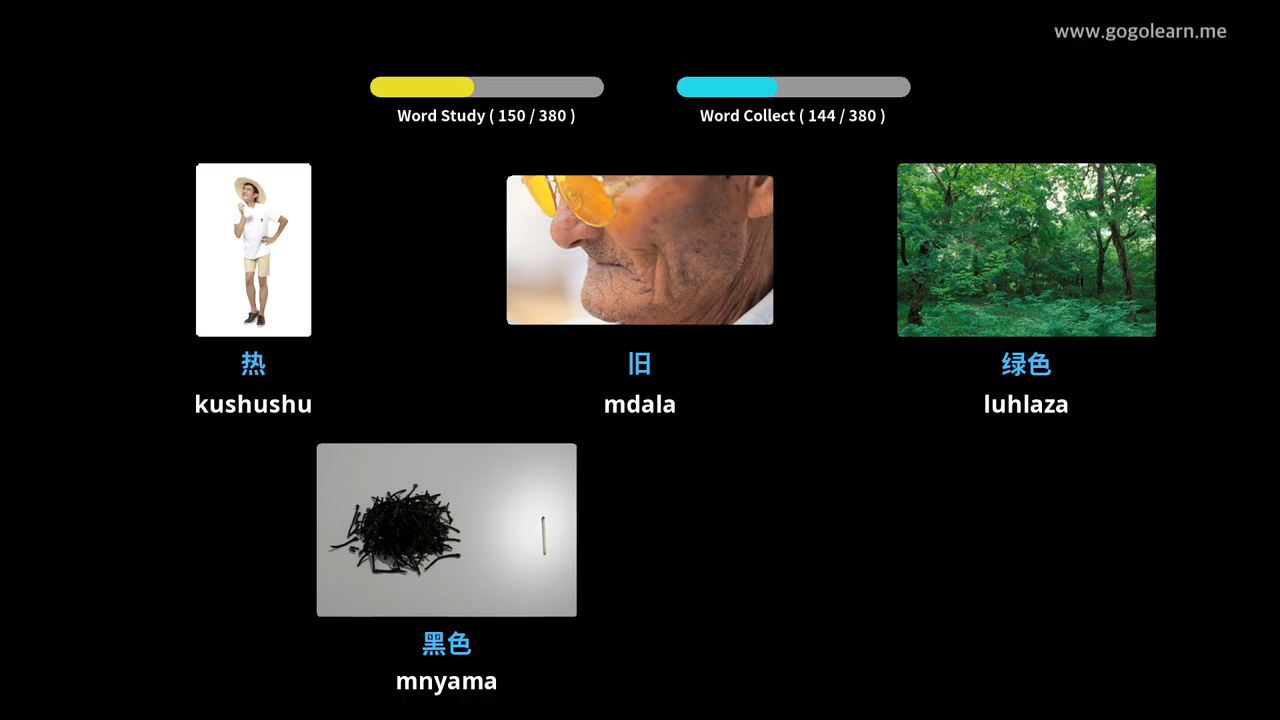 www.gogolearn.me
Word Study ( 150 / 380 )
Word Collect ( 144 / 380 )
热
kushushu
旧
mdala
绿色
luhlaza
黑色
mnyama